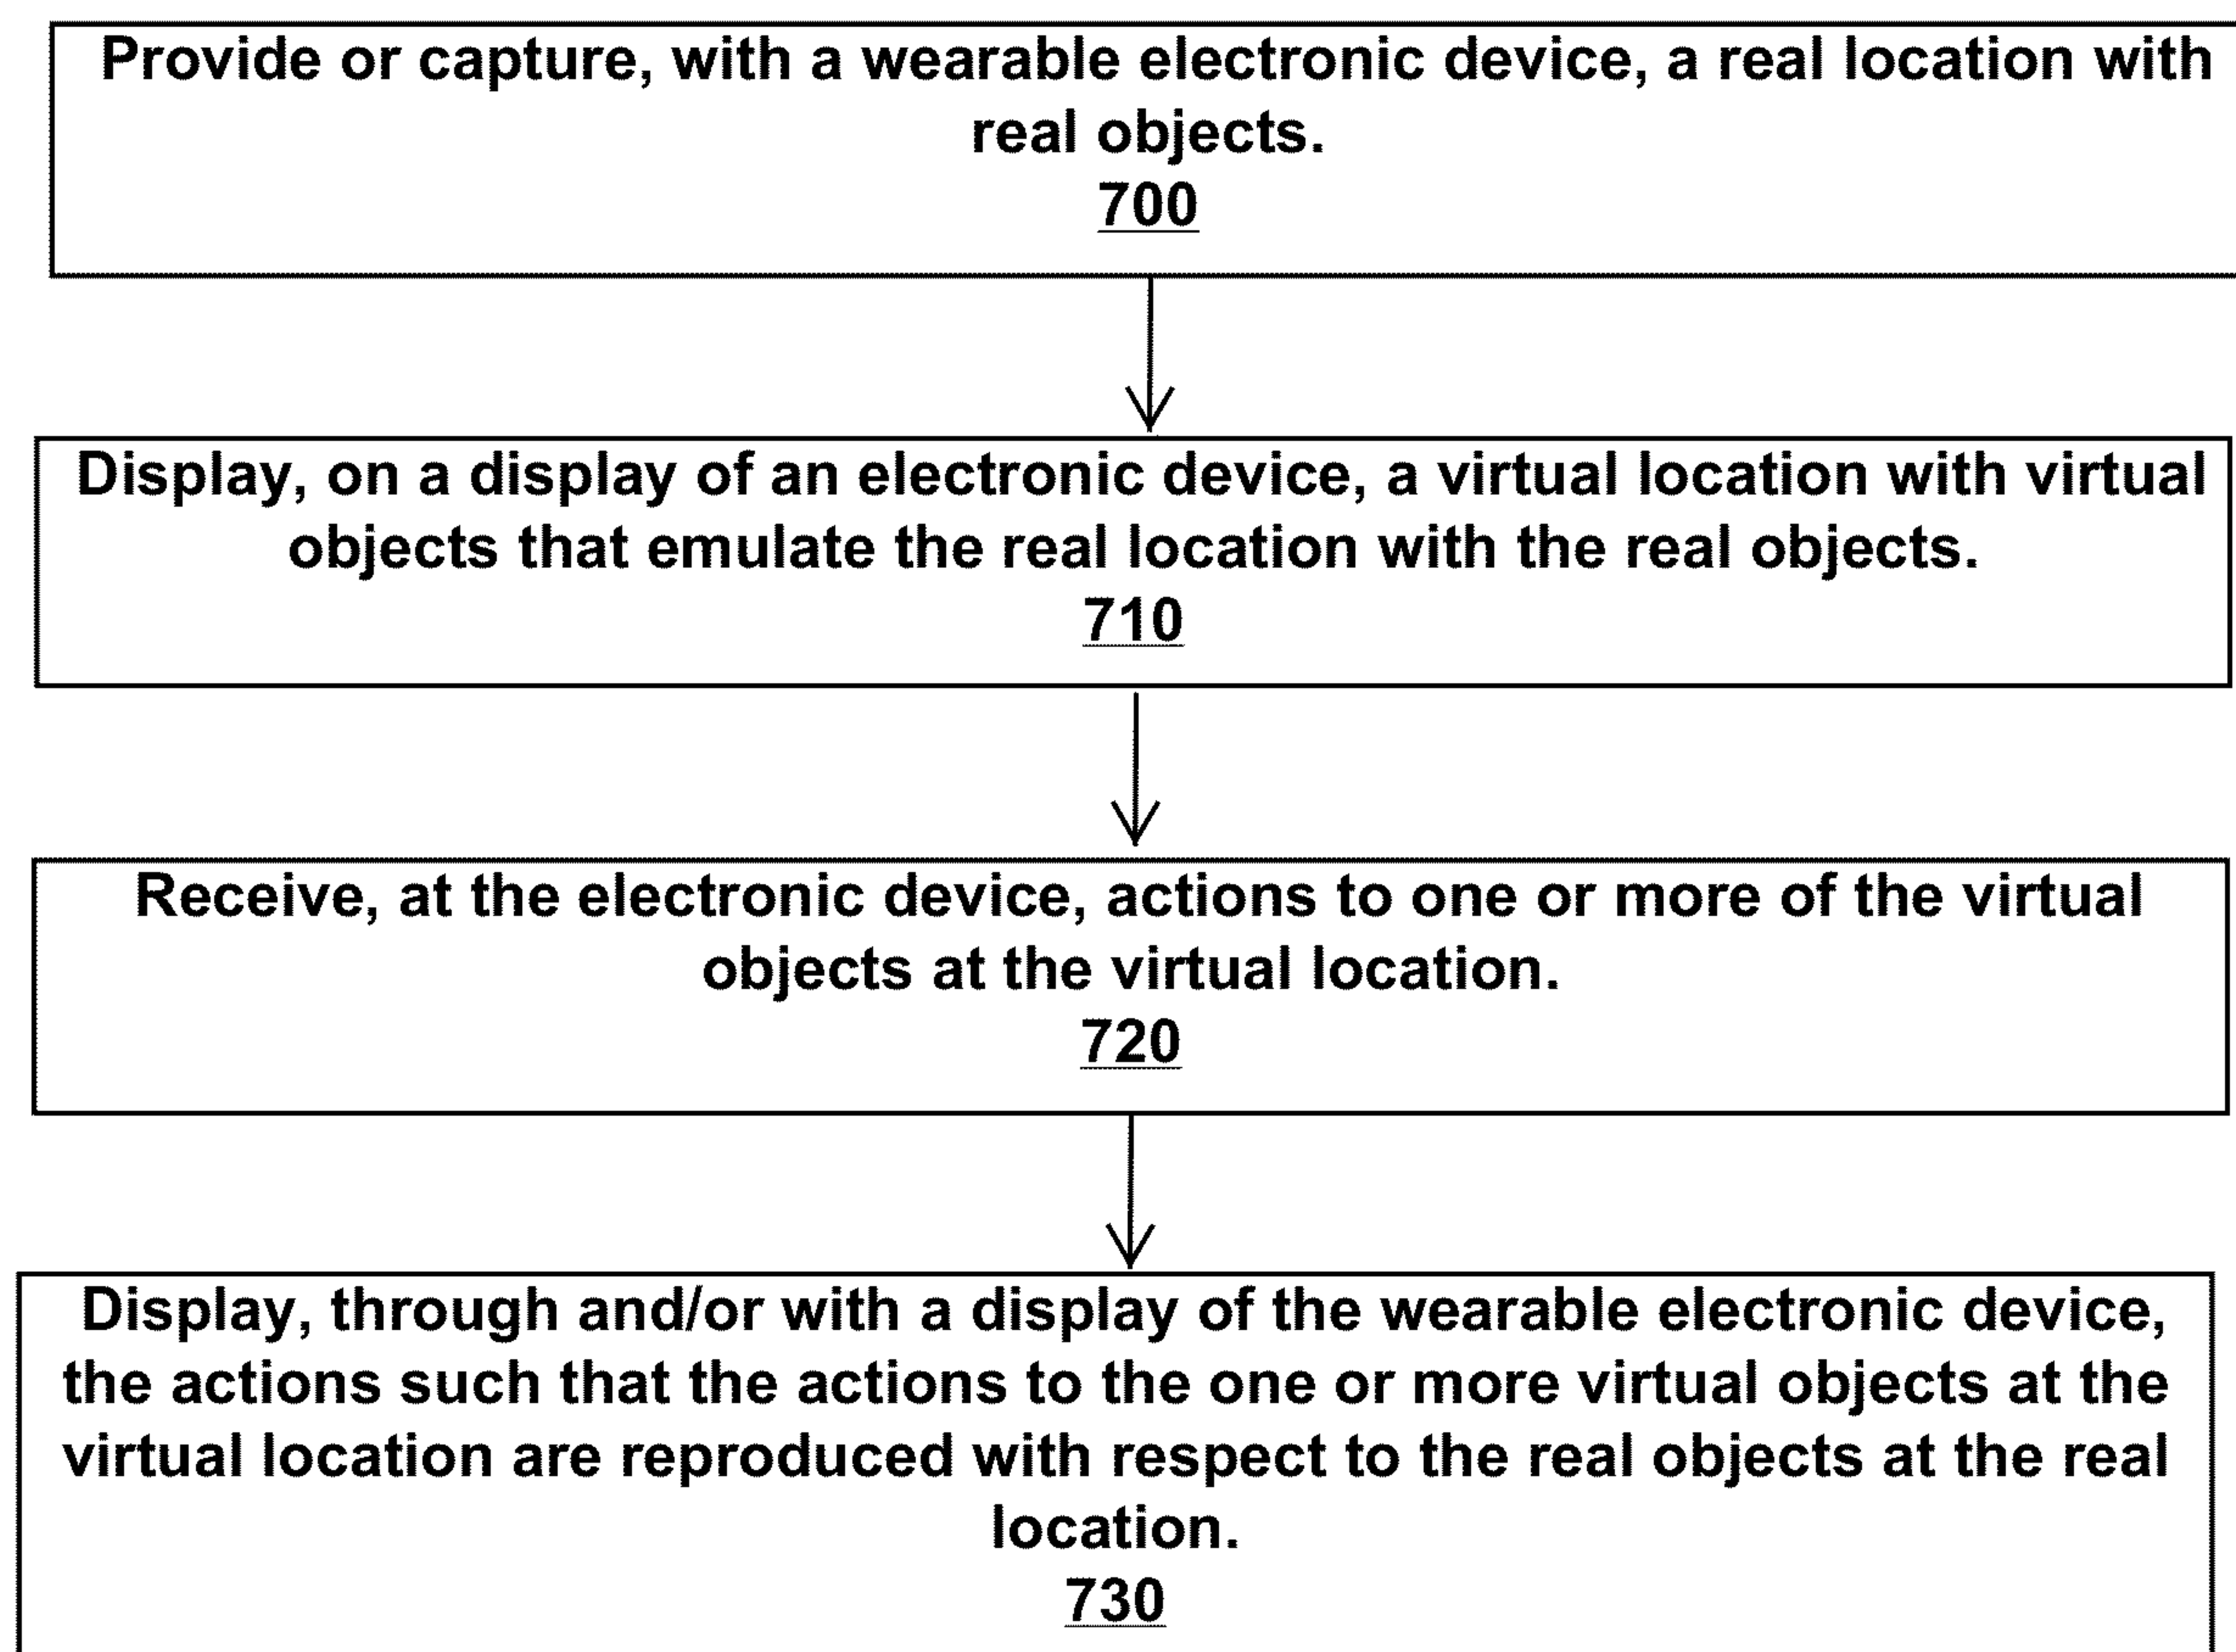 Provide or capture, with a wearable electronic device, a real location with
real objects.
700
Display, on a display of an electronic device, a virtual location with virtual
objects that emulate the real location with the real objects.
710
Receive, at the electronic device, actions to one or more of the virtual
objects at the virtual location.
720
Display, through and/or with a display of the wearable electronic device,
the actions such that the actions to the one or more virtual objects at the
virtual location are reproduced with respect to the real objects at the real
location.
730